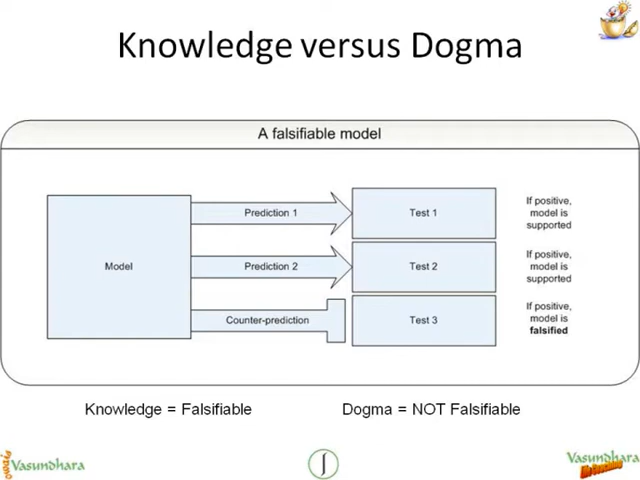 Knowledge versus Dogma
A falsifiable model
Model
Prediction 1
Test 1
If positive,
model is
supported
Prediction 2
Test 2
If positive,
model is
supported
Counter-prediction
Test 3
If positive,
model is
falsified
Knowledge = Falsifiable
Dogma = NOT Falsifiable
Vasundhara
Vasundhara